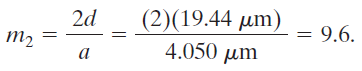 m₂ = 2d/a = (2)(19.44 μm)/4.050 μm = 9.6.